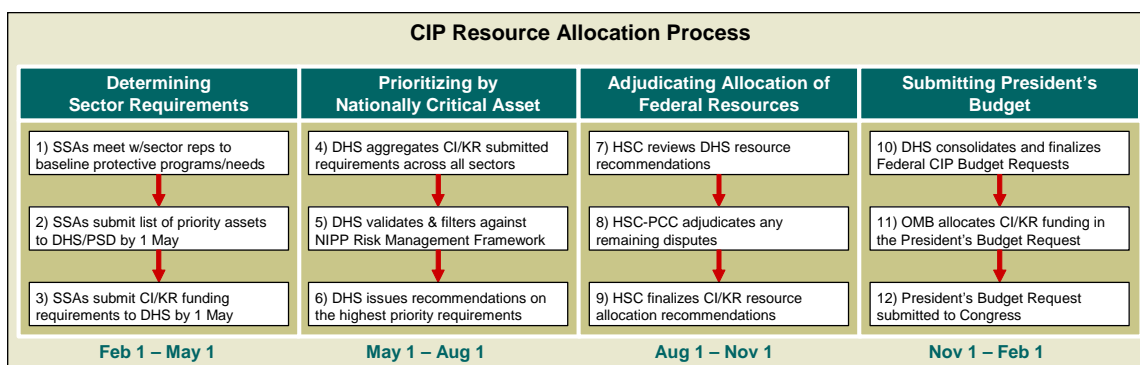 CIP Resource Allocation Process
Determining
Sector Requirements
1) SSAs meet w/sector reps to
baseline protective programs/needs
2) SSAs submit list of priority assets
to DHS/PSD by 1 May
3) SSAs submit CI/KR funding
requirements to DHS by 1 May
Feb 1 – May 1
Prioritizing by
Nationally Critical Asset
4) DHS aggregates CI/KR submitted
requirements across all sectors
5) DHS validates & filters against
NIPP Risk Management Framework
6) DHS issues recommendations on
the highest priority requirements
May 1 – Aug 1
Adjudicating Allocation of
Federal Resources
7) HSC reviews DHS resource
recommendations
8) HSC-PCC adjudicates any
remaining disputes
9) HSC finalizes CI/KR resource
allocation recommendations
Aug 1 – Nov 1
Submitting President’s
Budget
10) DHS consolidates and finalizes
Federal CIP Budget Requests
11) OMB allocates CI/KR funding in
the President’s Budget Request
12) President’s Budget Request
submitted to Congress
Nov 1 – Feb 1